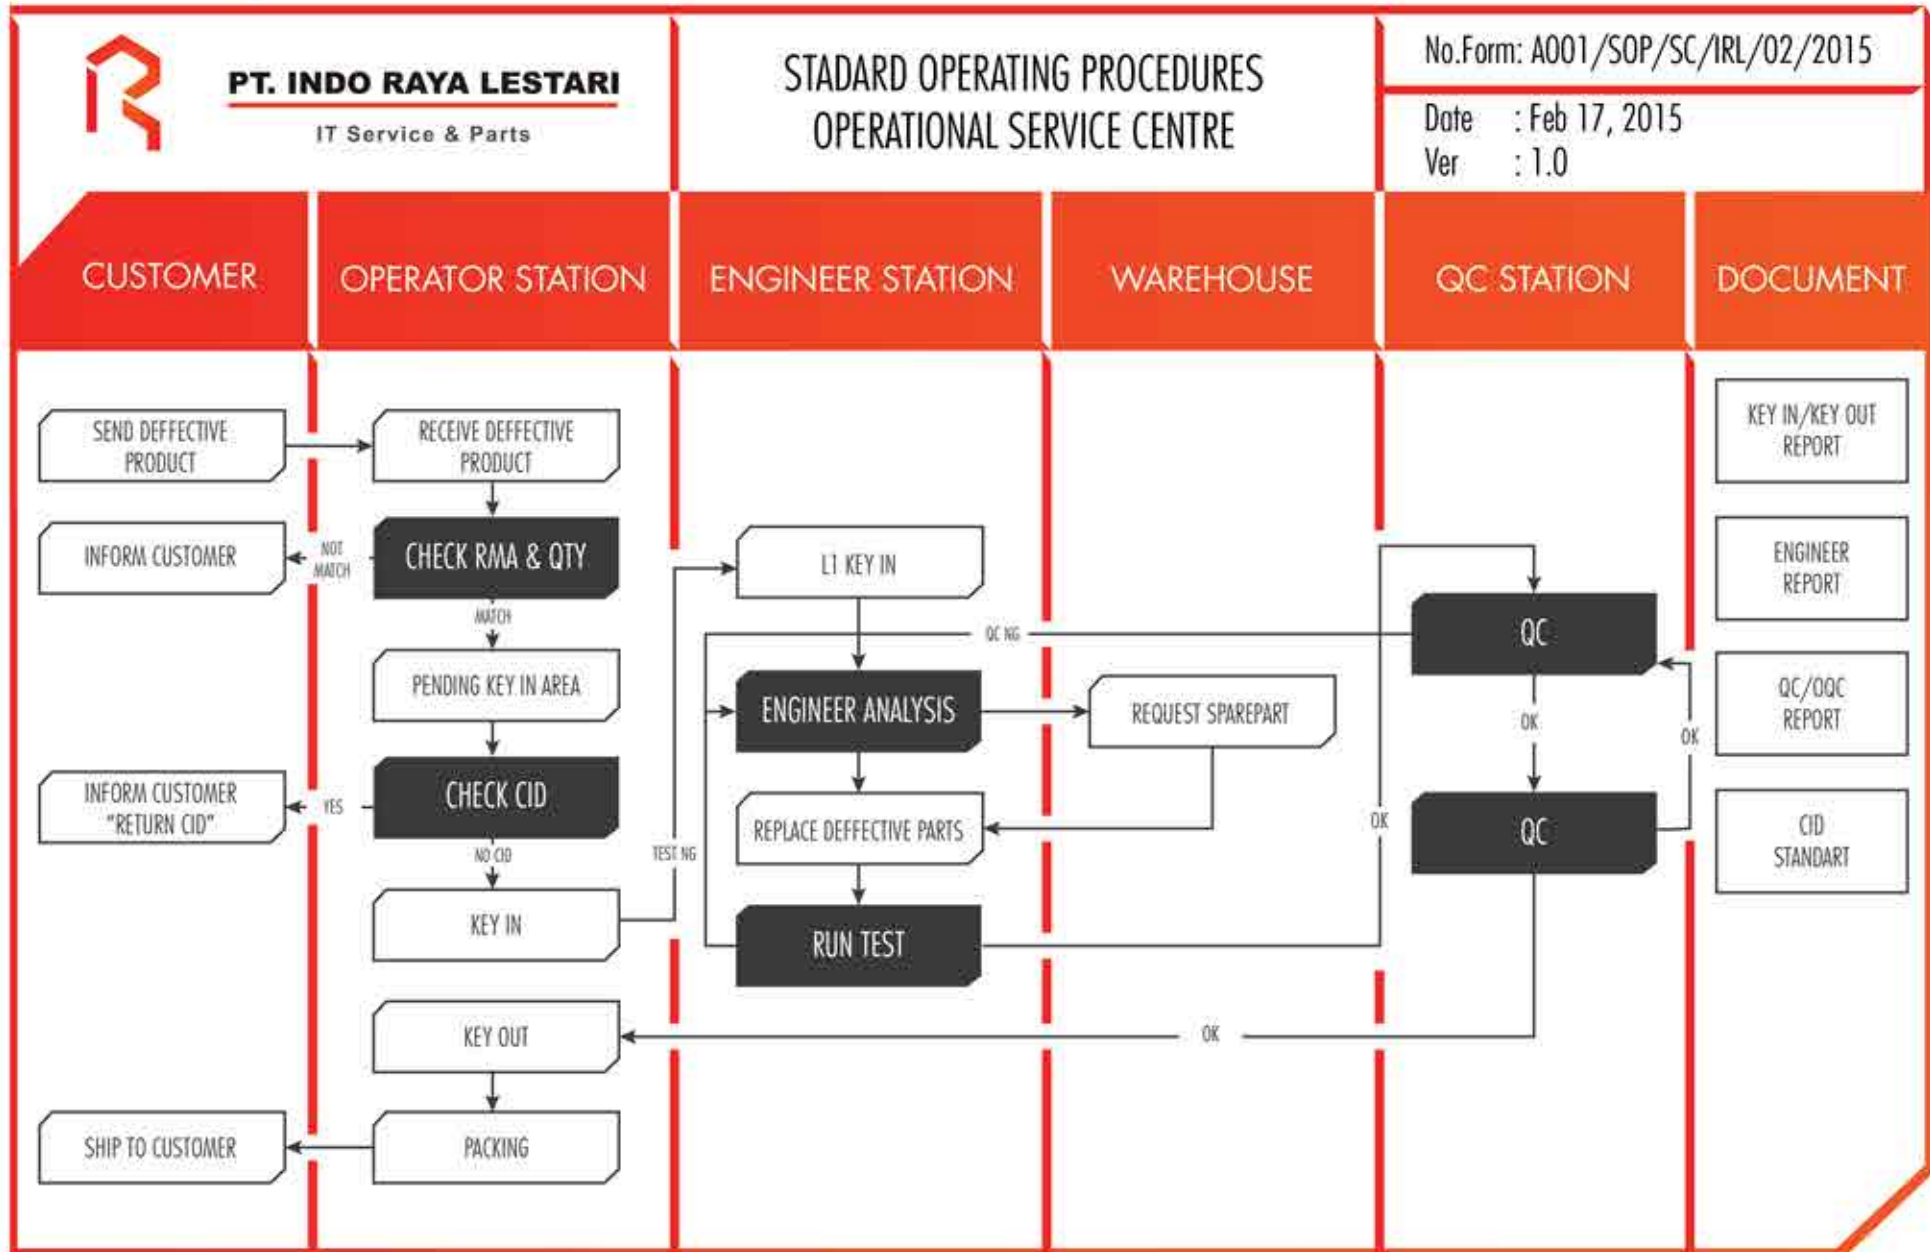 PT. INDO RAYA LESTARI
IT Service & Parts
STADARD OPERATING PROCEDURES
OPERATIONAL SERVICE CENTRE
No.Form: A001/SOP/SC/IRL/02/2015
Date : Feb 17, 2015
Ver : 1.0
CUSTOMER
OPERATOR STATION
ENGINEER STATION
WAREHOUSE
QC STATION
DOCUMENT
SEND DEFFECTIVE
PRODUCT
RECEIVE DEFFECTIVE
PRODUCT
KEY IN/KEY OUT
REPORT
INFORM CUSTOMER
NOT
MATCH
CHECK RMA & QTY
L1 KEY IN
ENGINEER
REPORT
MATCH
QC NG
QC
PENDING KEY IN AREA
ENGINEER ANALYSIS
REQUEST SPAREPART
OK
OK
QC/OQC
REPORT
INFORM CUSTOMER
"RETURN CID"
YES
CHECK CID
REPLACE DEFFECTIVE PARTS
OK
QC
CID
STANDART
NO CID
TEST NG
KEY IN
RUN TEST
KEY OUT
OK
SHIP TO CUSTOMER
PACKING